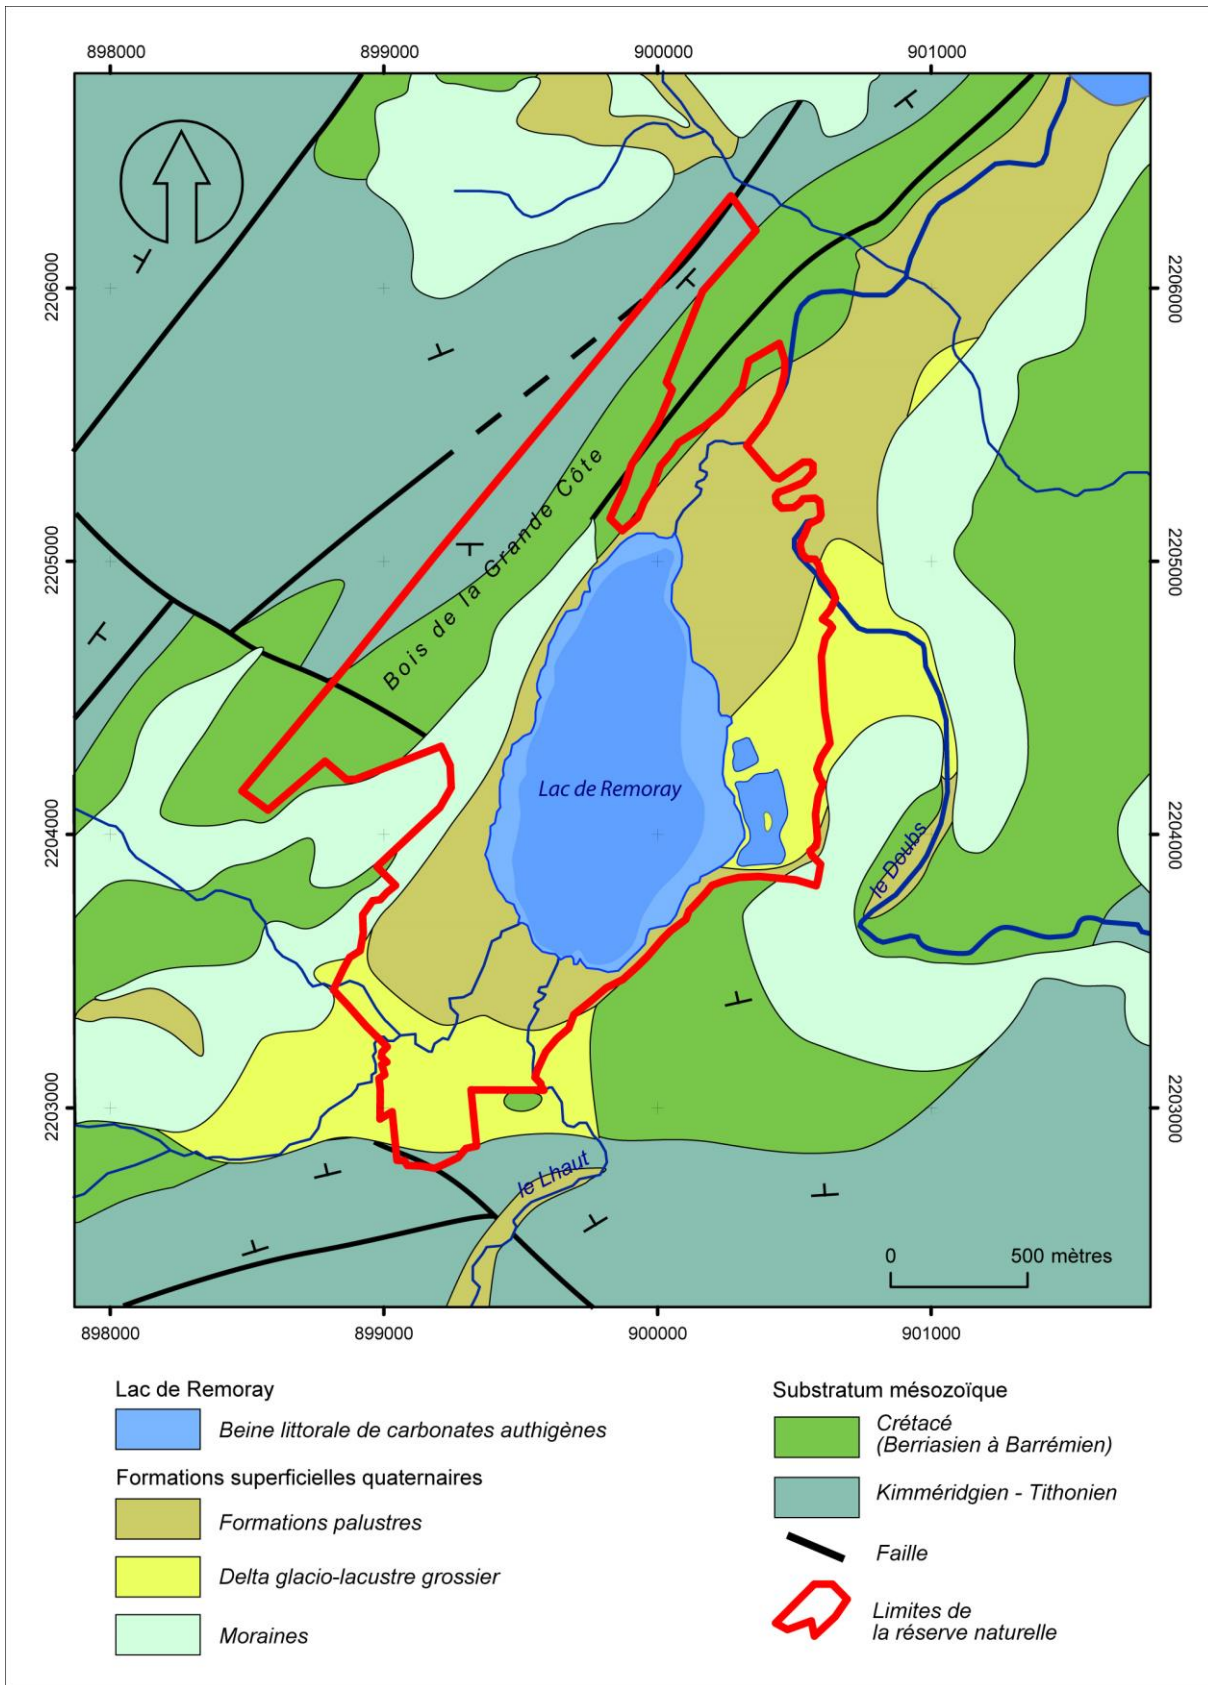 898000
899000
900000
901000
2206000
2206000
Bois de la Grande Côte
2205000
2205000
Lac de Remoray
2204000
2204000
le Doubs
2203000
2203000
le Lhaut
0
500 mètres
898000
899000
900000
901000
Lac de Remoray
Beine littorale de carbonates authigènes
Formations superficielles quaternaires
Formations palustres
Delta glacio-lacustre grossier
Moraines
Substratum mésozoïque
Crétacé
(Berriasien à Barrémien)
Kimméridgien - Tithonien
Faille
Limites de
la réserve naturelle